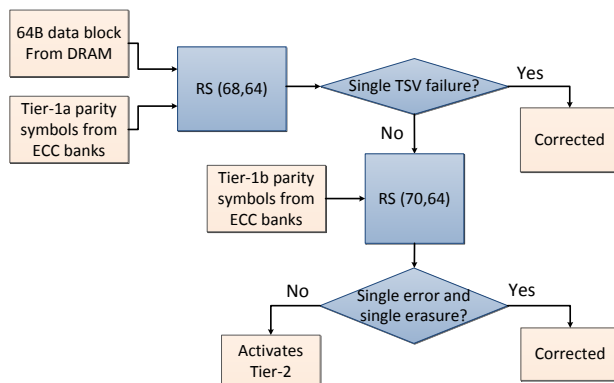 64B data block
From DRAM
RS (68,64)
Single TSV failure?
Yes
Tier-1a parity
symbols from
ECC banks
No
Corrected
Tier-1b parity
symbols from
ECC banks
RS (70,64)
No
Single error and
single erasure?
Yes
Activates
Tier-2
Corrected